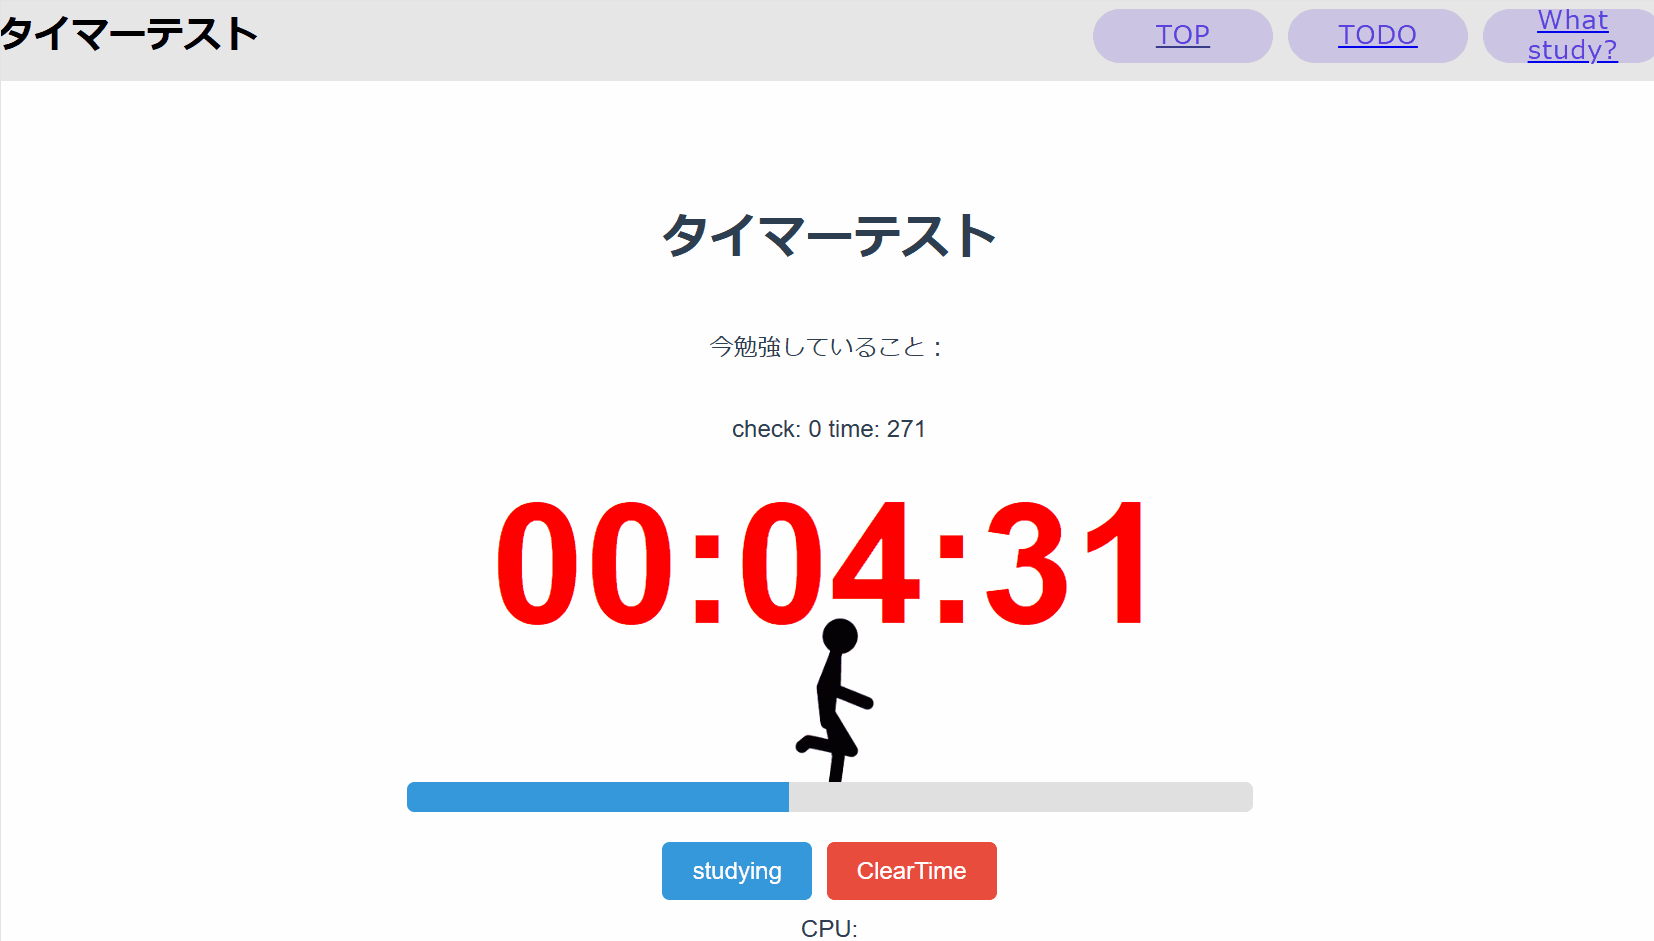 タイマーテスト
TOP
TODO
What
study?
タイマーテスト
今勉強していること：
check: 0 time: 271
00:04:31
studying
ClearTime
CPU: